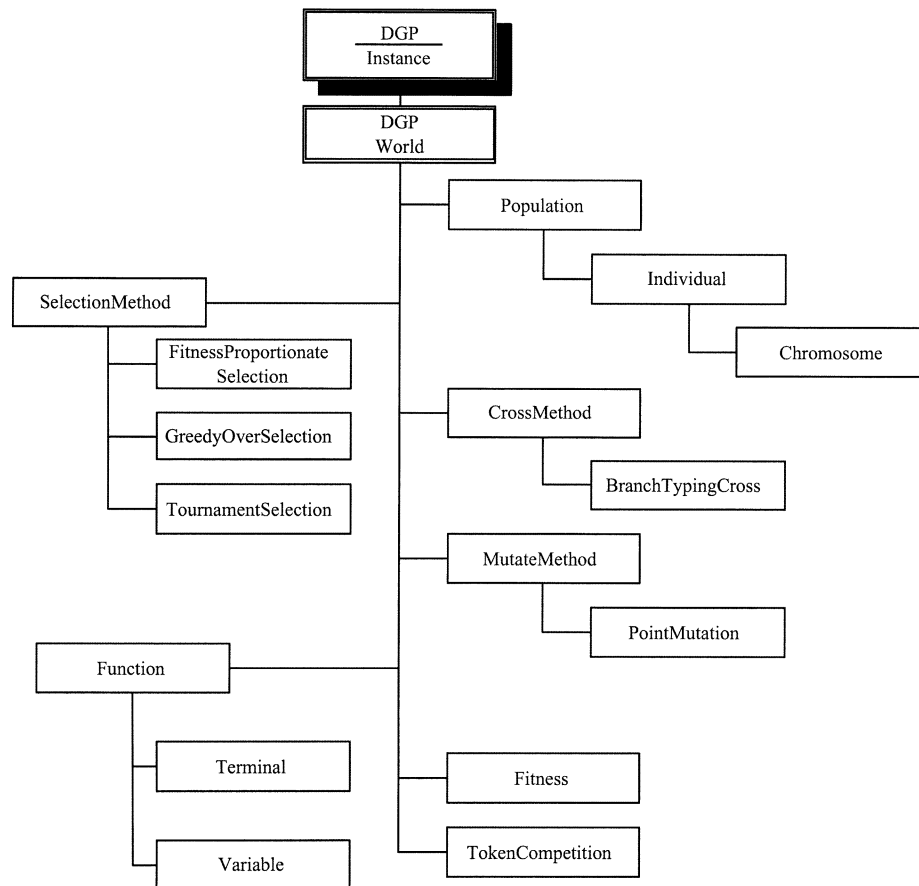 DGP
Instance
DGP
World
Population
Individual
SelectionMethod
Chromosome
FitnessProportionate
Selection
CrossMethod
GreedyOverSelection
BranchTypingCross
TournamentSelection
MutateMethod
PointMutation
Function
Terminal
Fitness
TokenCompetition
Variable